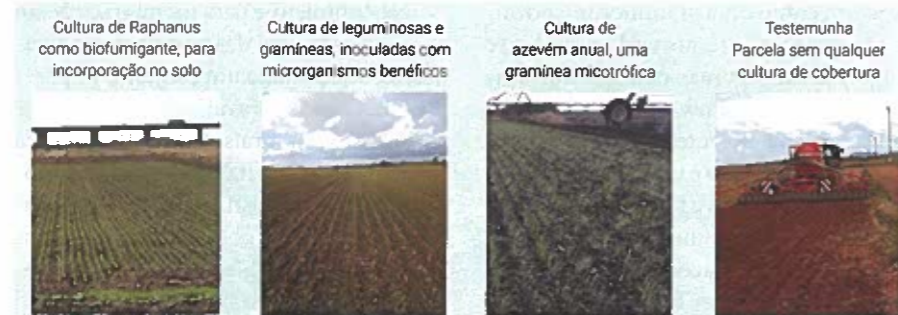 Cultura de Raphanus
como biofumigante, para
incorporação no solo
Cultura de leguminosas e
gramíneas, inoculadas com
microrganismos benéficos
Cultura de
azevém anual, uma
gramínea micotrófica
Testemunha
Parcela sem qualquer
cultura de cobertura